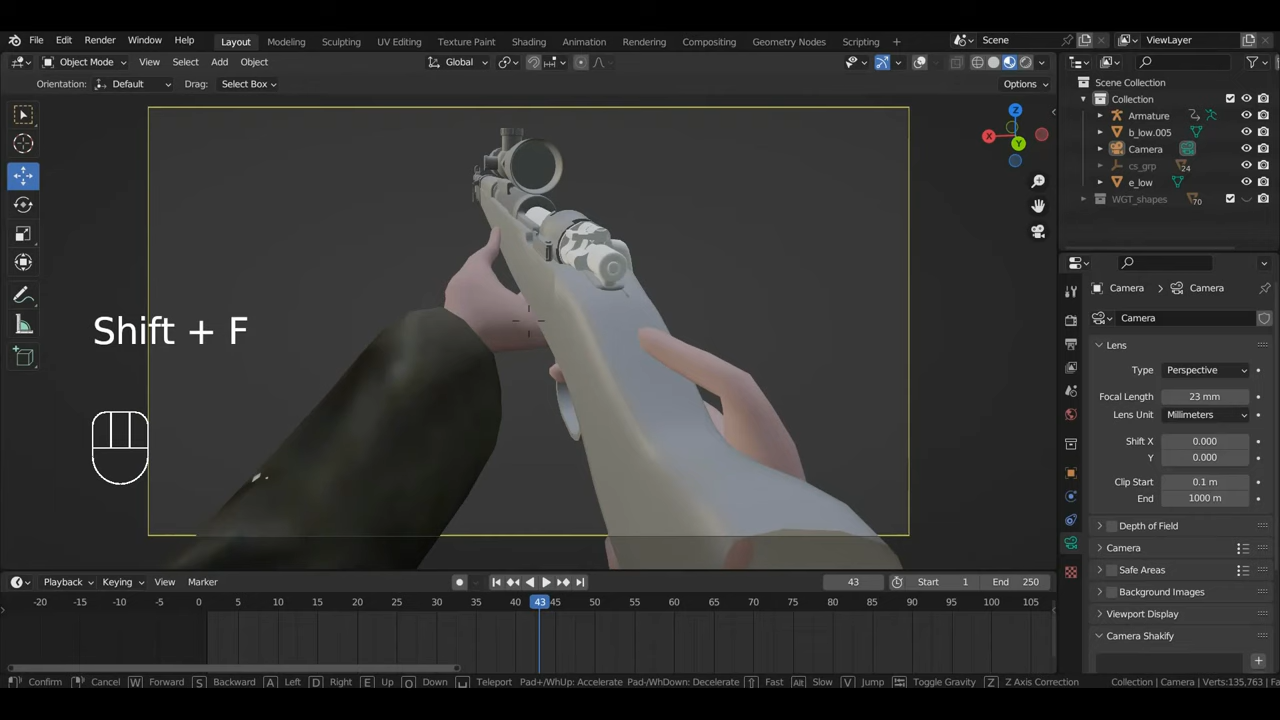 File Edit Render Window Help Layout Modeling Sculpting UV Editing Texture Paint Shading Animation Rendering Compositing Geometry Nodes Scripting + Scene ViewLayer
Object Mode View Select Add Object Global
Orientation: Default Drag: Select Box Options
Scene Collection
Collection
Armature
b_low.005
Camera
cs_grp 24
e_low
WGT_shapes 70
X Y Z
Shift + F
Camera > Camera
Camera
Lens
Type Perspective
Focal Length 23 mm
Lens Unit Millimeters
Shift X 0.000
Y 0.000
Clip Start 0.1 m
End 1000 m
Depth of Field
Camera
Safe Areas
Background Images
Viewport Display
Camera Shakify
Playback Keying View Marker 43 Start 1 End 250
-20 -15 -10 -5 0 5 10 15 20 25 30 35 40 43 45 50 55 60 65 70 75 80 85 90 95 100 105
Confirm Cancel W Forward S Backward A Left D Right E Up Q Down Teleport Pad+/WhUp: Accelerate Pad-/WhDown: Decelerate Fast Alt Slow V Jump Toggle Gravity Z Z Axis Correction Collection | Camera | Verts:135,763